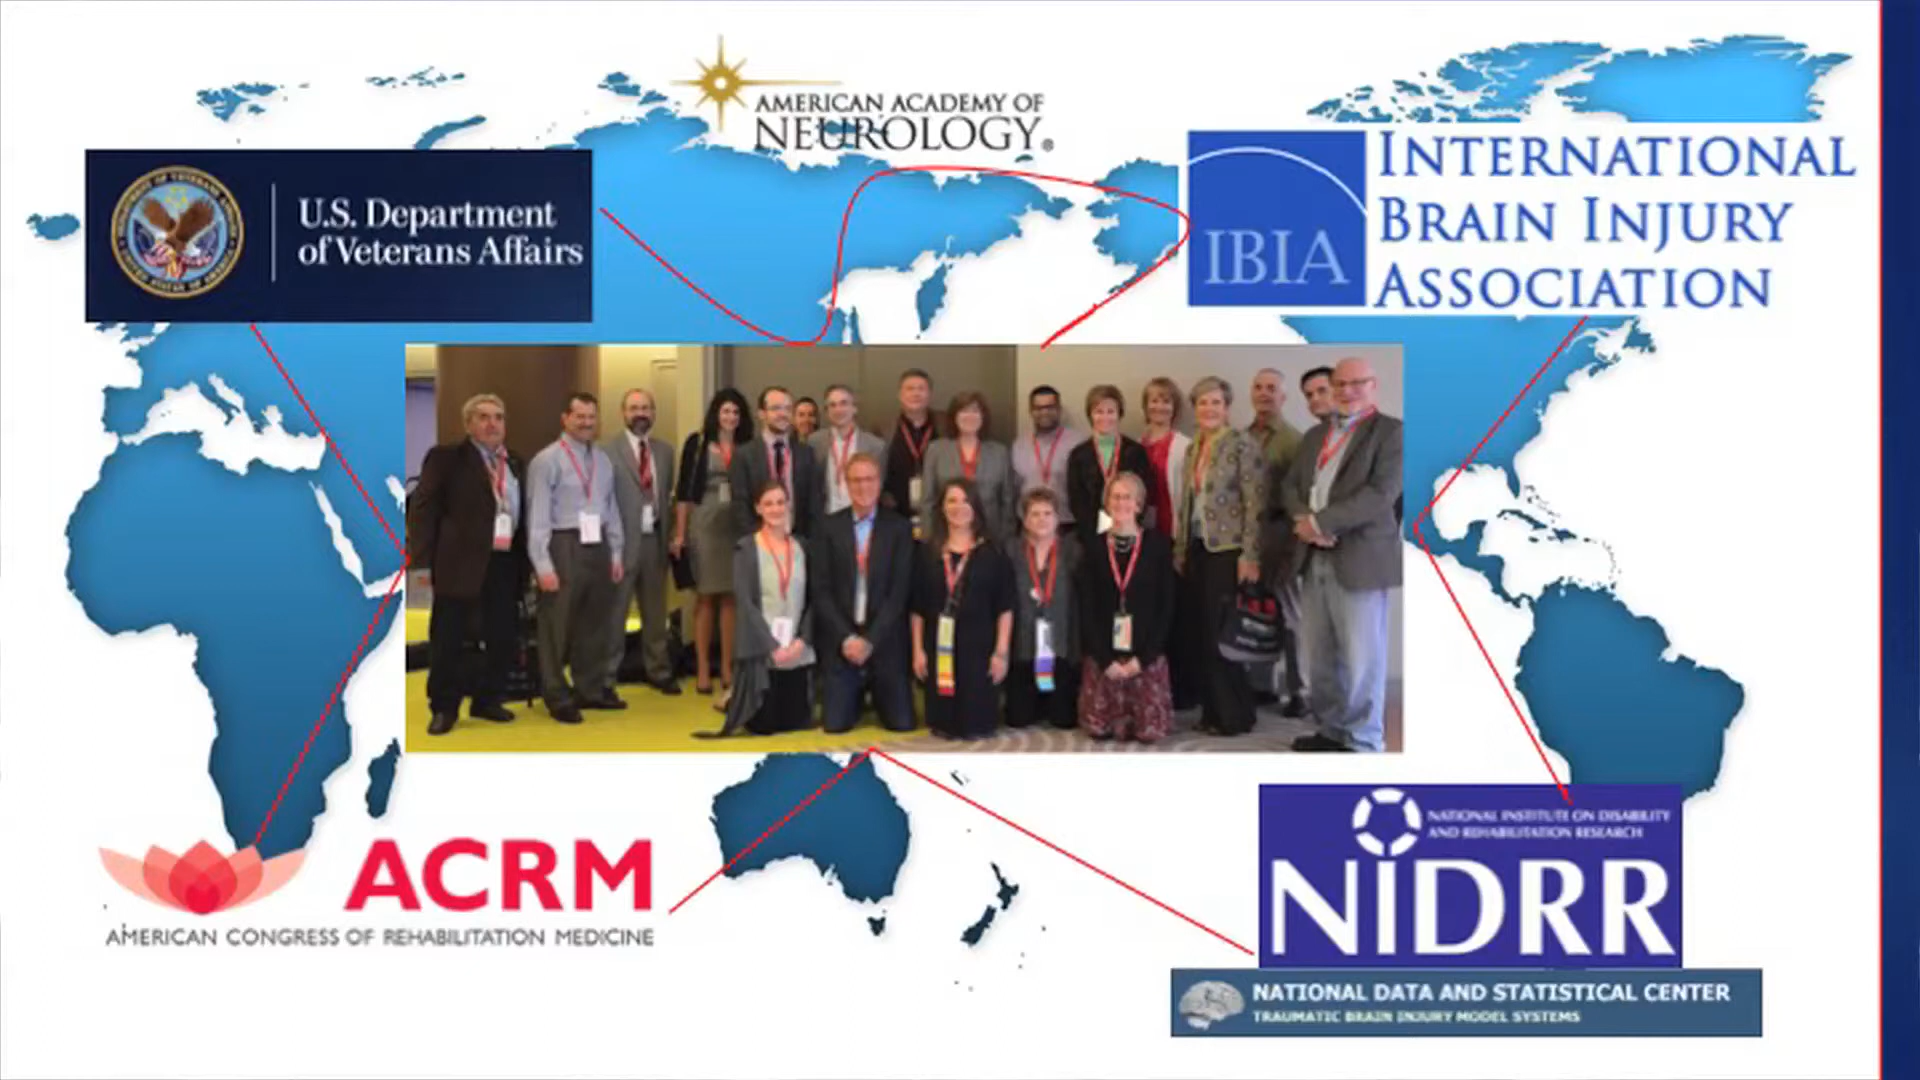 AMERICAN ACADEMY OF
NEUROLOGY®
U.S. Department
of Veterans Affairs
IBIA
INTERNATIONAL
BRAIN INJURY
ASSOCIATION
ACRM
AMERICAN CONGRESS OF REHABILITATION MEDICINE
NATIONAL INSTITUTE ON DISABILITY
AND REHABILITATION RESEARCH
NIDRR
NATIONAL DATA AND STATISTICAL CENTER
TRAUMATIC BRAIN INJURY MODEL SYSTEMS